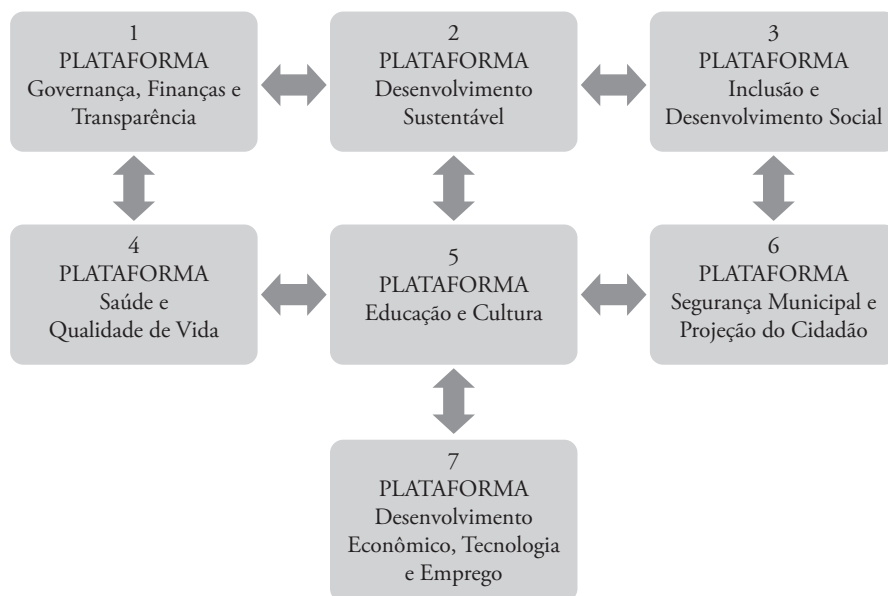 1
PLATAFORMA
Governança, Finanças e
Transparência
2
PLATAFORMA
Desenvolvimento
Sustentável
3
PLATAFORMA
Inclusão e
Desenvolvimento Social
4
PLATAFORMA
Saúde e
Qualidade de Vida
5
PLATAFORMA
Educação e Cultura
6
PLATAFORMA
Segurança Municipal e
Projeção do Cidadão
7
PLATAFORMA
Desenvolvimento
Econômico, Tecnologia
e Emprego